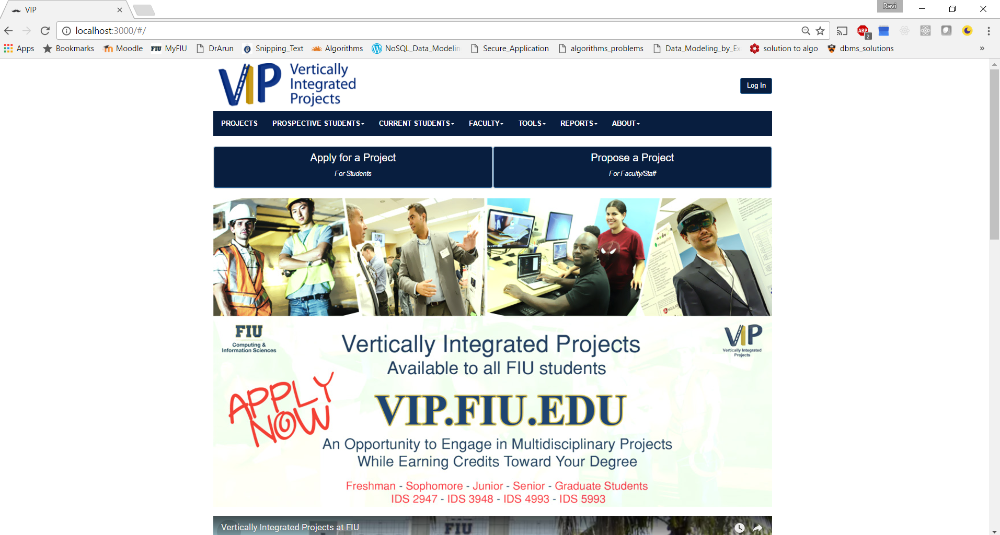 VIP
Ravi
localhost:3000/#/
ABP
2
Apps Bookmarks Moodle FIU MyFIU DrArun Snipping_Text Algorithms NoSQL_Data_Modelin Secure_Application algorithms_problems Data_Modeling_by_Ex solution to algo dbms_solutions »
VIP
Vertically
Integrated
Projects
Log In
PROJECTS PROSPECTIVE STUDENTS CURRENT STUDENTS FACULTY TOOLS REPORTS ABOUT
Apply for a Project
For Students
Propose a Project
For Faculty/Staff
node
FIU
Computing &
Information Sciences
VIP
Vertically Integrated
Projects
Vertically Integrated Projects
Available to all FIU students
APPLY
NOW
VIP.FIU.EDU
An Opportunity to Engage in Multidisciplinary Projects
While Earning Credits Toward Your Degree
Freshman - Sophomore - Junior - Senior - Graduate Students
IDS 2947 - IDS 3948 - IDS 4993 - IDS 5993
Vertically Integrated Projects at FIU
FIU